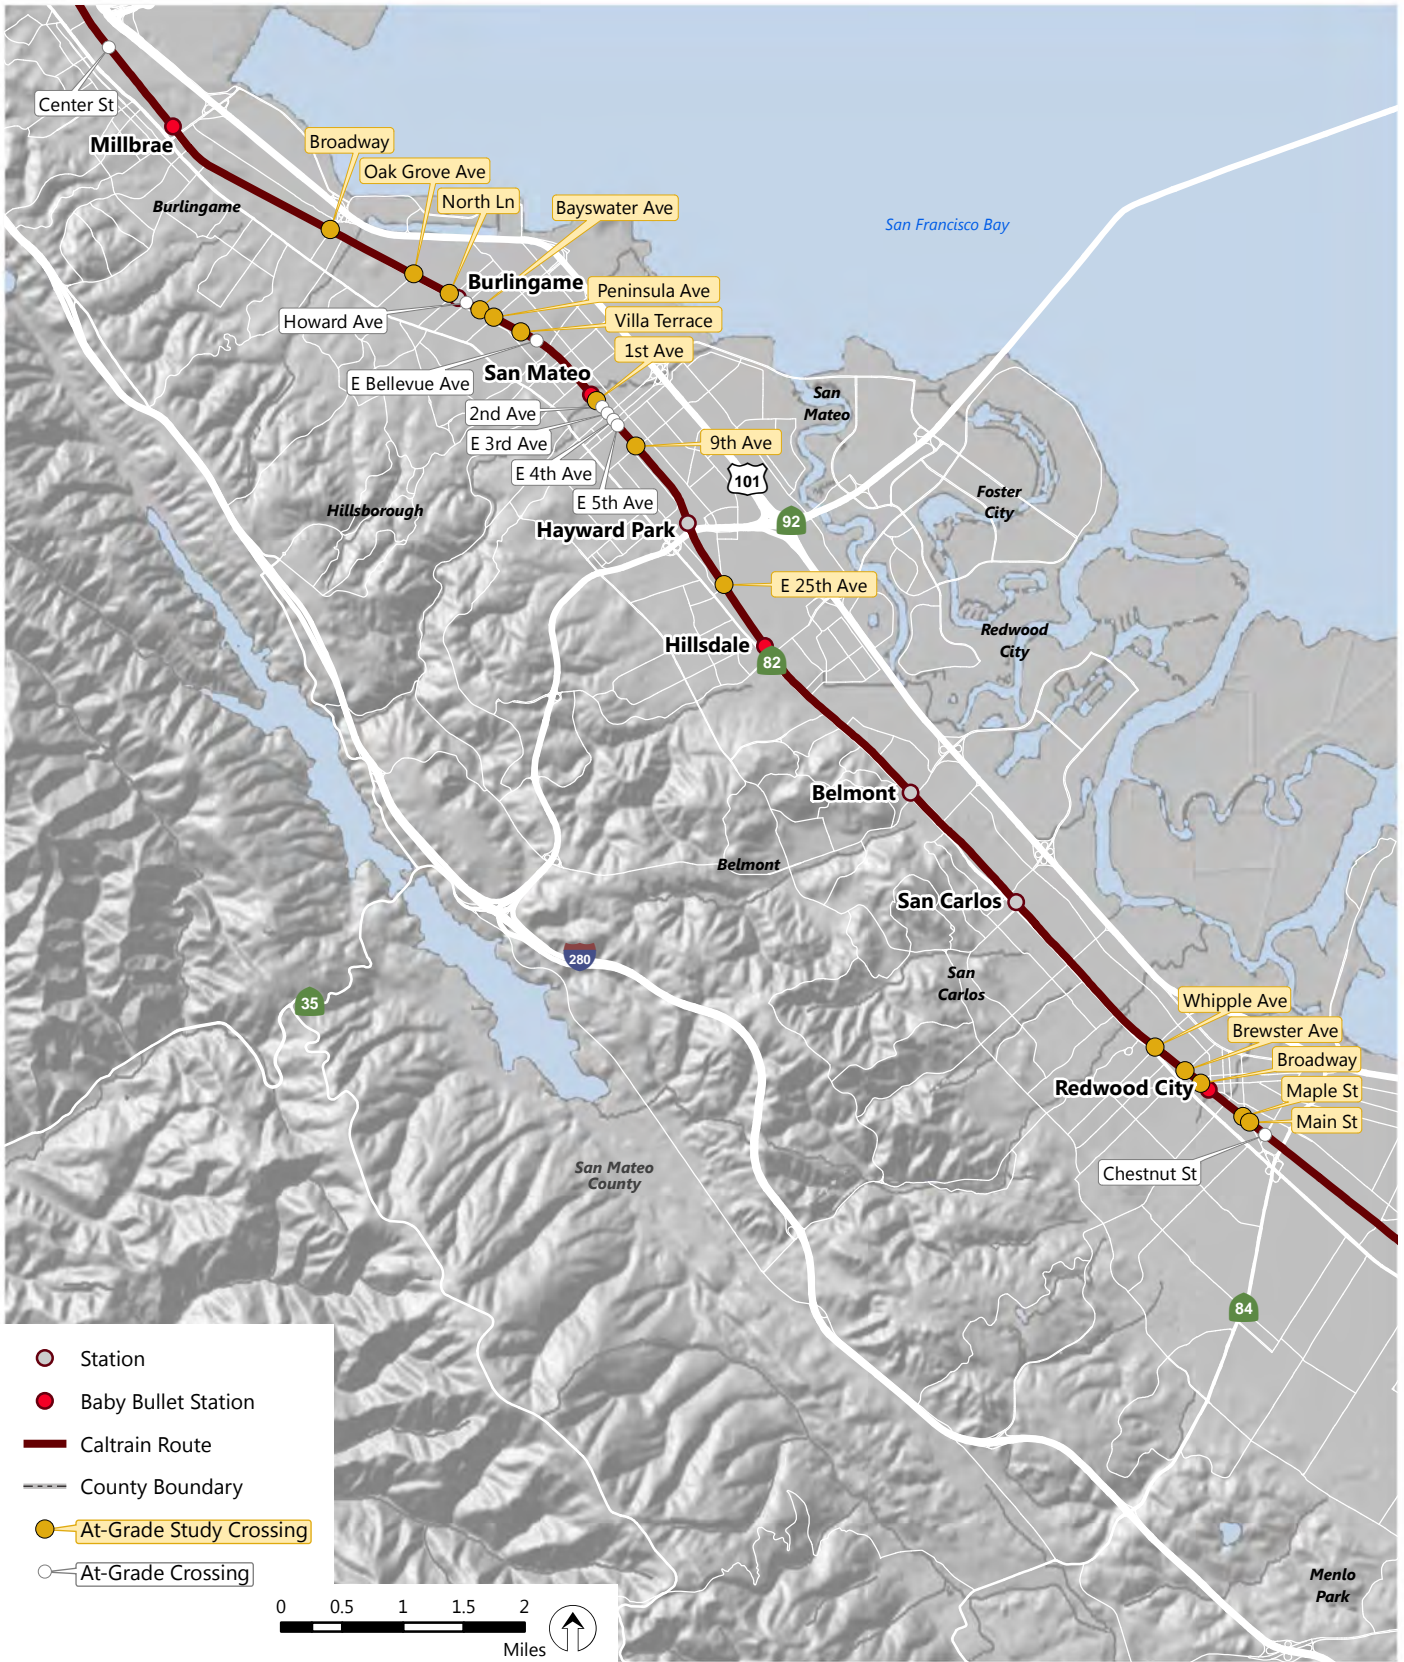 Center St
Millbrae
Broadway
Oak Grove Ave
Burlingame
North Ln
Bayswater Ave
San Francisco Bay
Burlingame
Peninsula Ave
Howard Ave
Villa Terrace
1st Ave
San Mateo
E Bellevue Ave
San
Mateo
2nd Ave
E 3rd Ave
9th Ave
E 4th Ave
101
E 5th Ave
Foster
City
Hillsborough
Hayward Park
92
E 25th Ave
Redwood
City
Hillsdale
82
Belmont
Belmont
San Carlos
280
San
Carlos
35
Whipple Ave
Brewster Ave
Broadway
Redwood City
Maple St
Main St
San Mateo
County
Chestnut St
84
Station
Baby Bullet Station
Caltrain Route
County Boundary
At-Grade Study Crossing
At-Grade Crossing
Menlo
Park
0 0.5 1 1.5 2
Miles